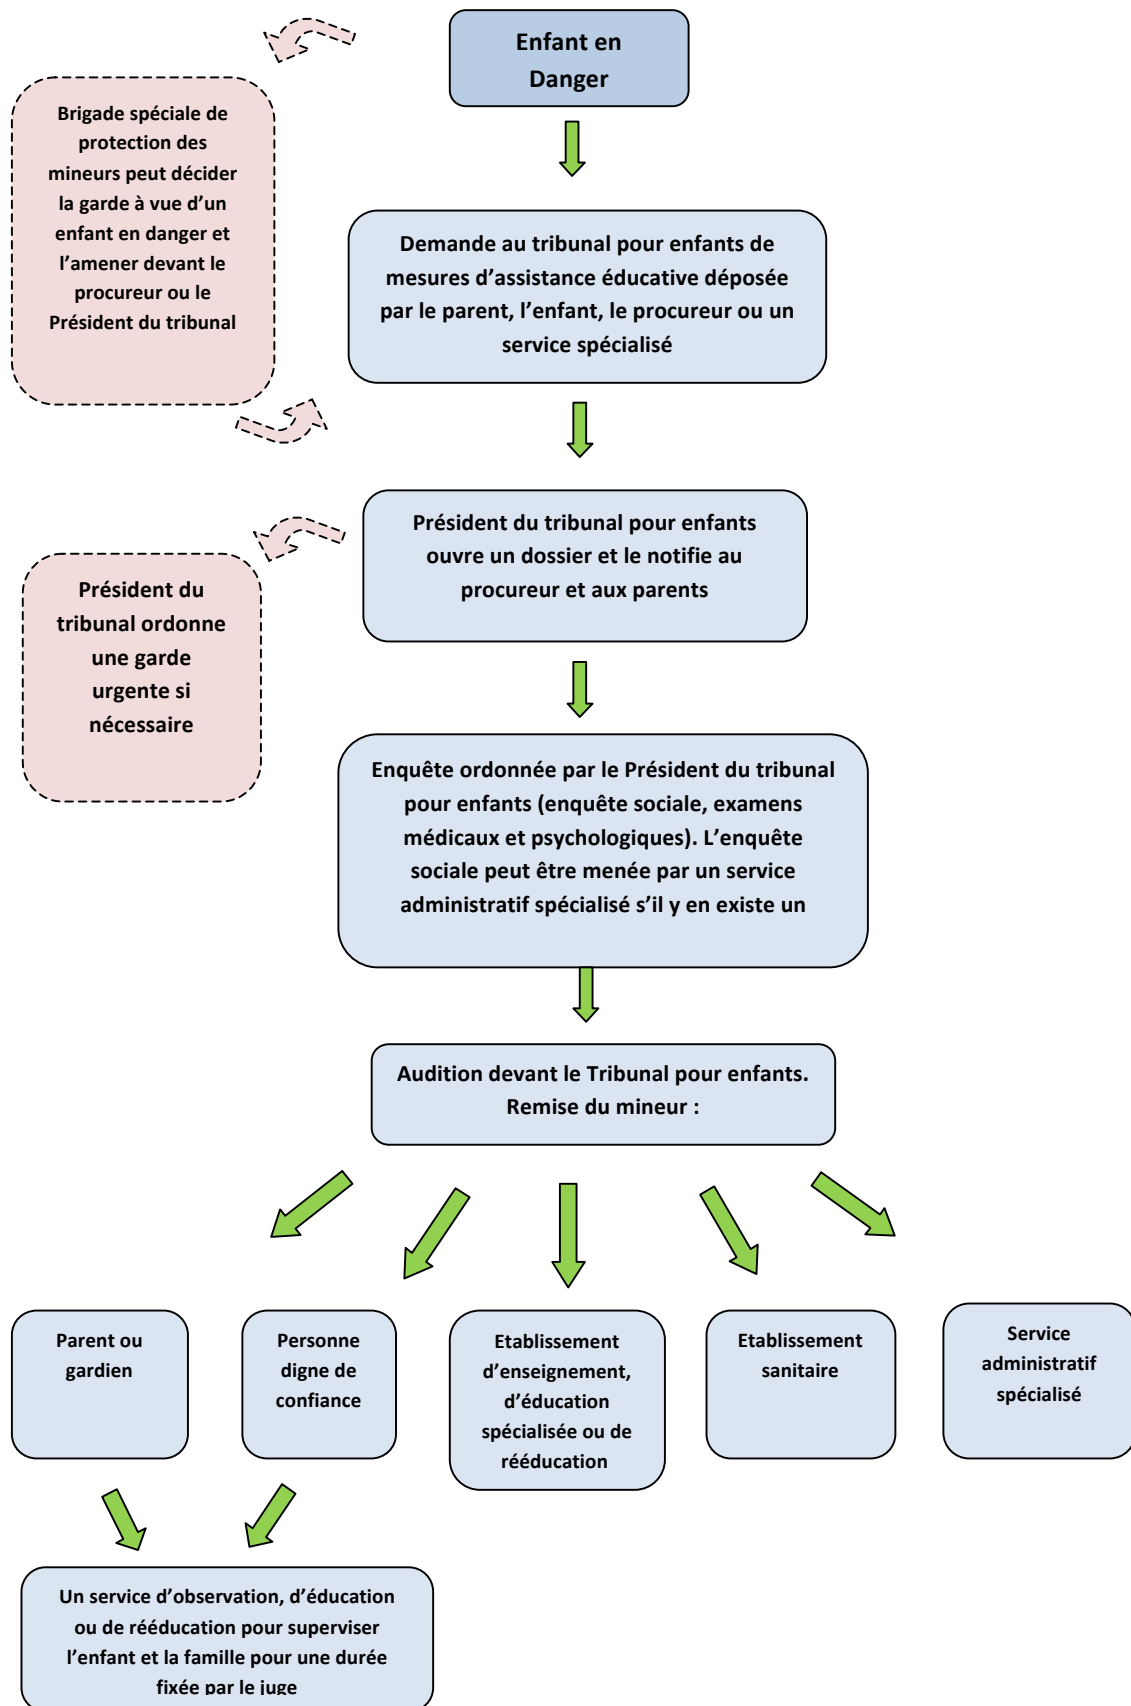 Enfant en
Danger
Brigade spéciale de
protection des
mineurs peut décider
la garde à vue d’un
enfant en danger et
l’amener devant le
procureur ou le
Président du tribunal
Demande au tribunal pour enfants de
mesures d’assistance éducative déposée
par le parent, l’enfant, le procureur ou un
service spécialisé
Président du tribunal pour enfants
ouvre un dossier et le notifie au
procureur et aux parents
Président du
tribunal ordonne
une garde
urgente si
nécessaire
Enquête ordonnée par le Président du tribunal
pour enfants (enquête sociale, examens
médicaux et psychologiques). L’enquête
sociale peut être menée par un service
administratif spécialisé s’il y en existe un
Audition devant le Tribunal pour enfants.
Remise du mineur :
Parent ou
gardien
Personne
digne de
confiance
Etablissement
d’enseignement,
d’éducation
spécialisée ou de
rééducation
Etablissement
sanitaire
Service
administratif
spécialisé
Un service d’observation, d’éducation
ou de rééducation pour superviser
l’enfant et la famille pour une durée
fixée par le juge